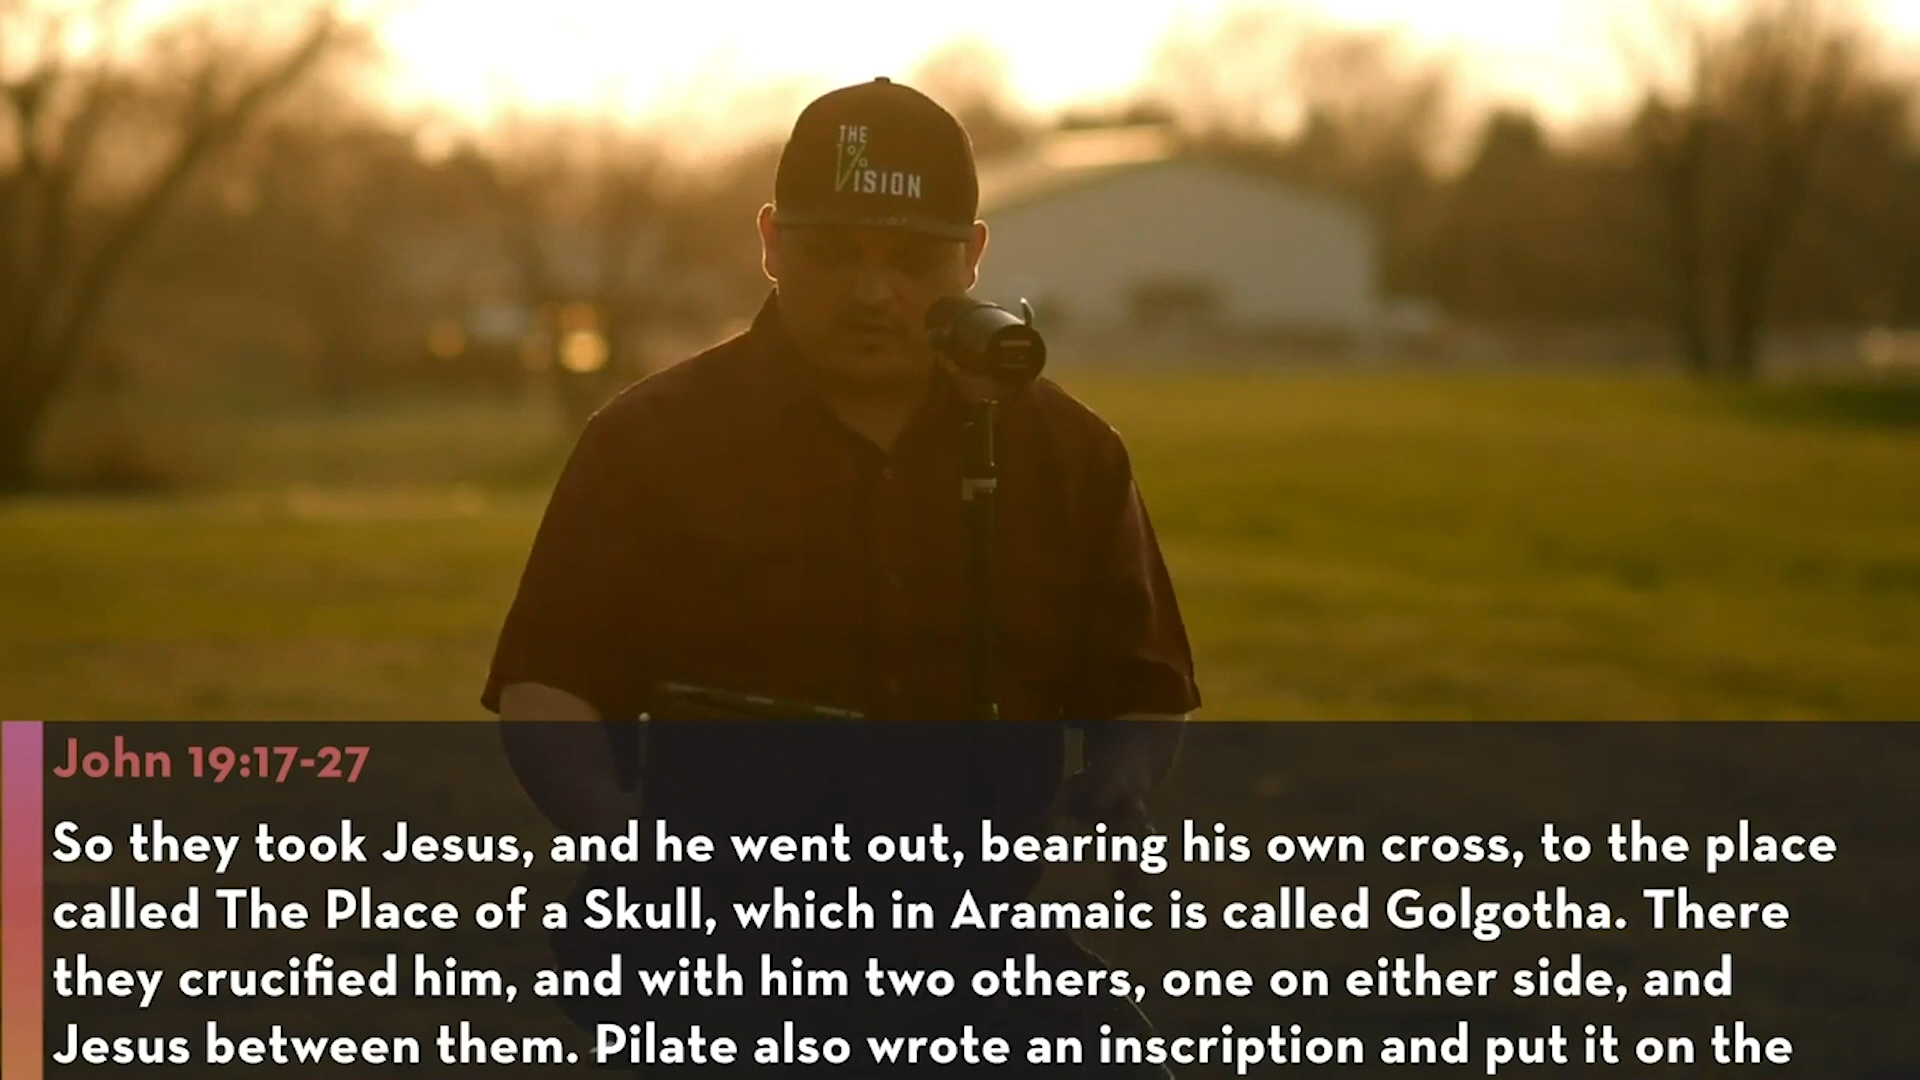 THE
VISION
John 19:17-27
So they took Jesus, and he went out, bearing his own cross, to the place
called The Place of a Skull, which in Aramaic is called Golgotha. There
they crucified him, and with him two others, one on either side, and
Jesus between them. Pilate also wrote an inscription and put it on the